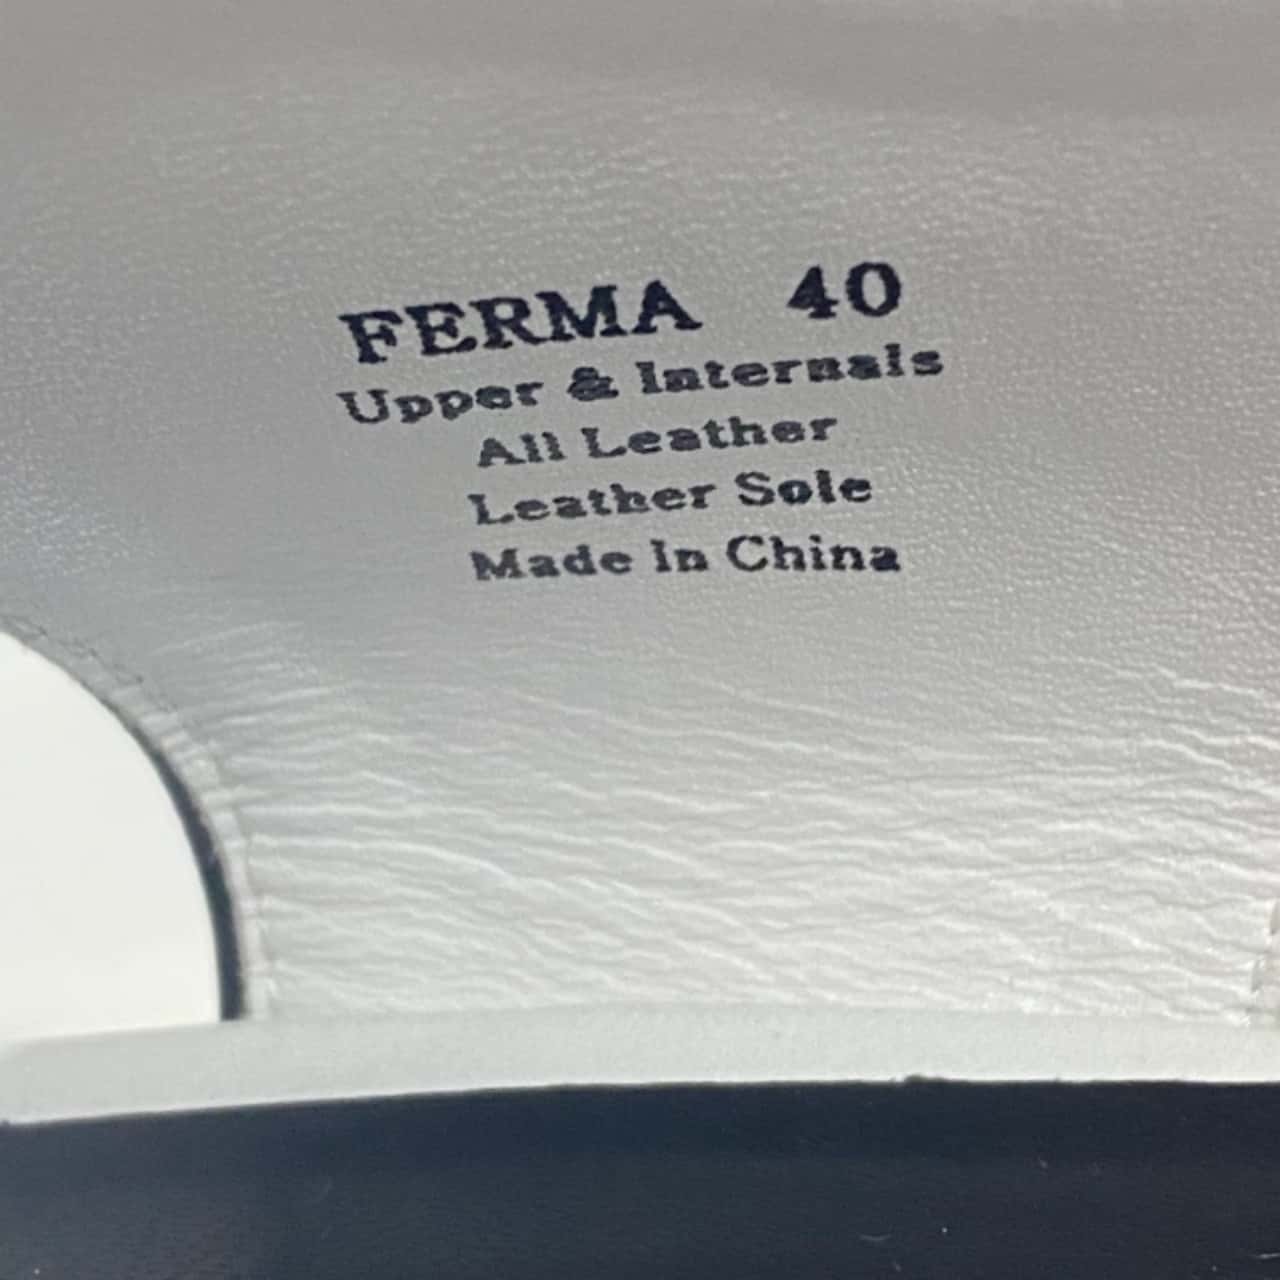 FERMA 40
Upper & Internals
All Leather
Leather Sole
Made In China